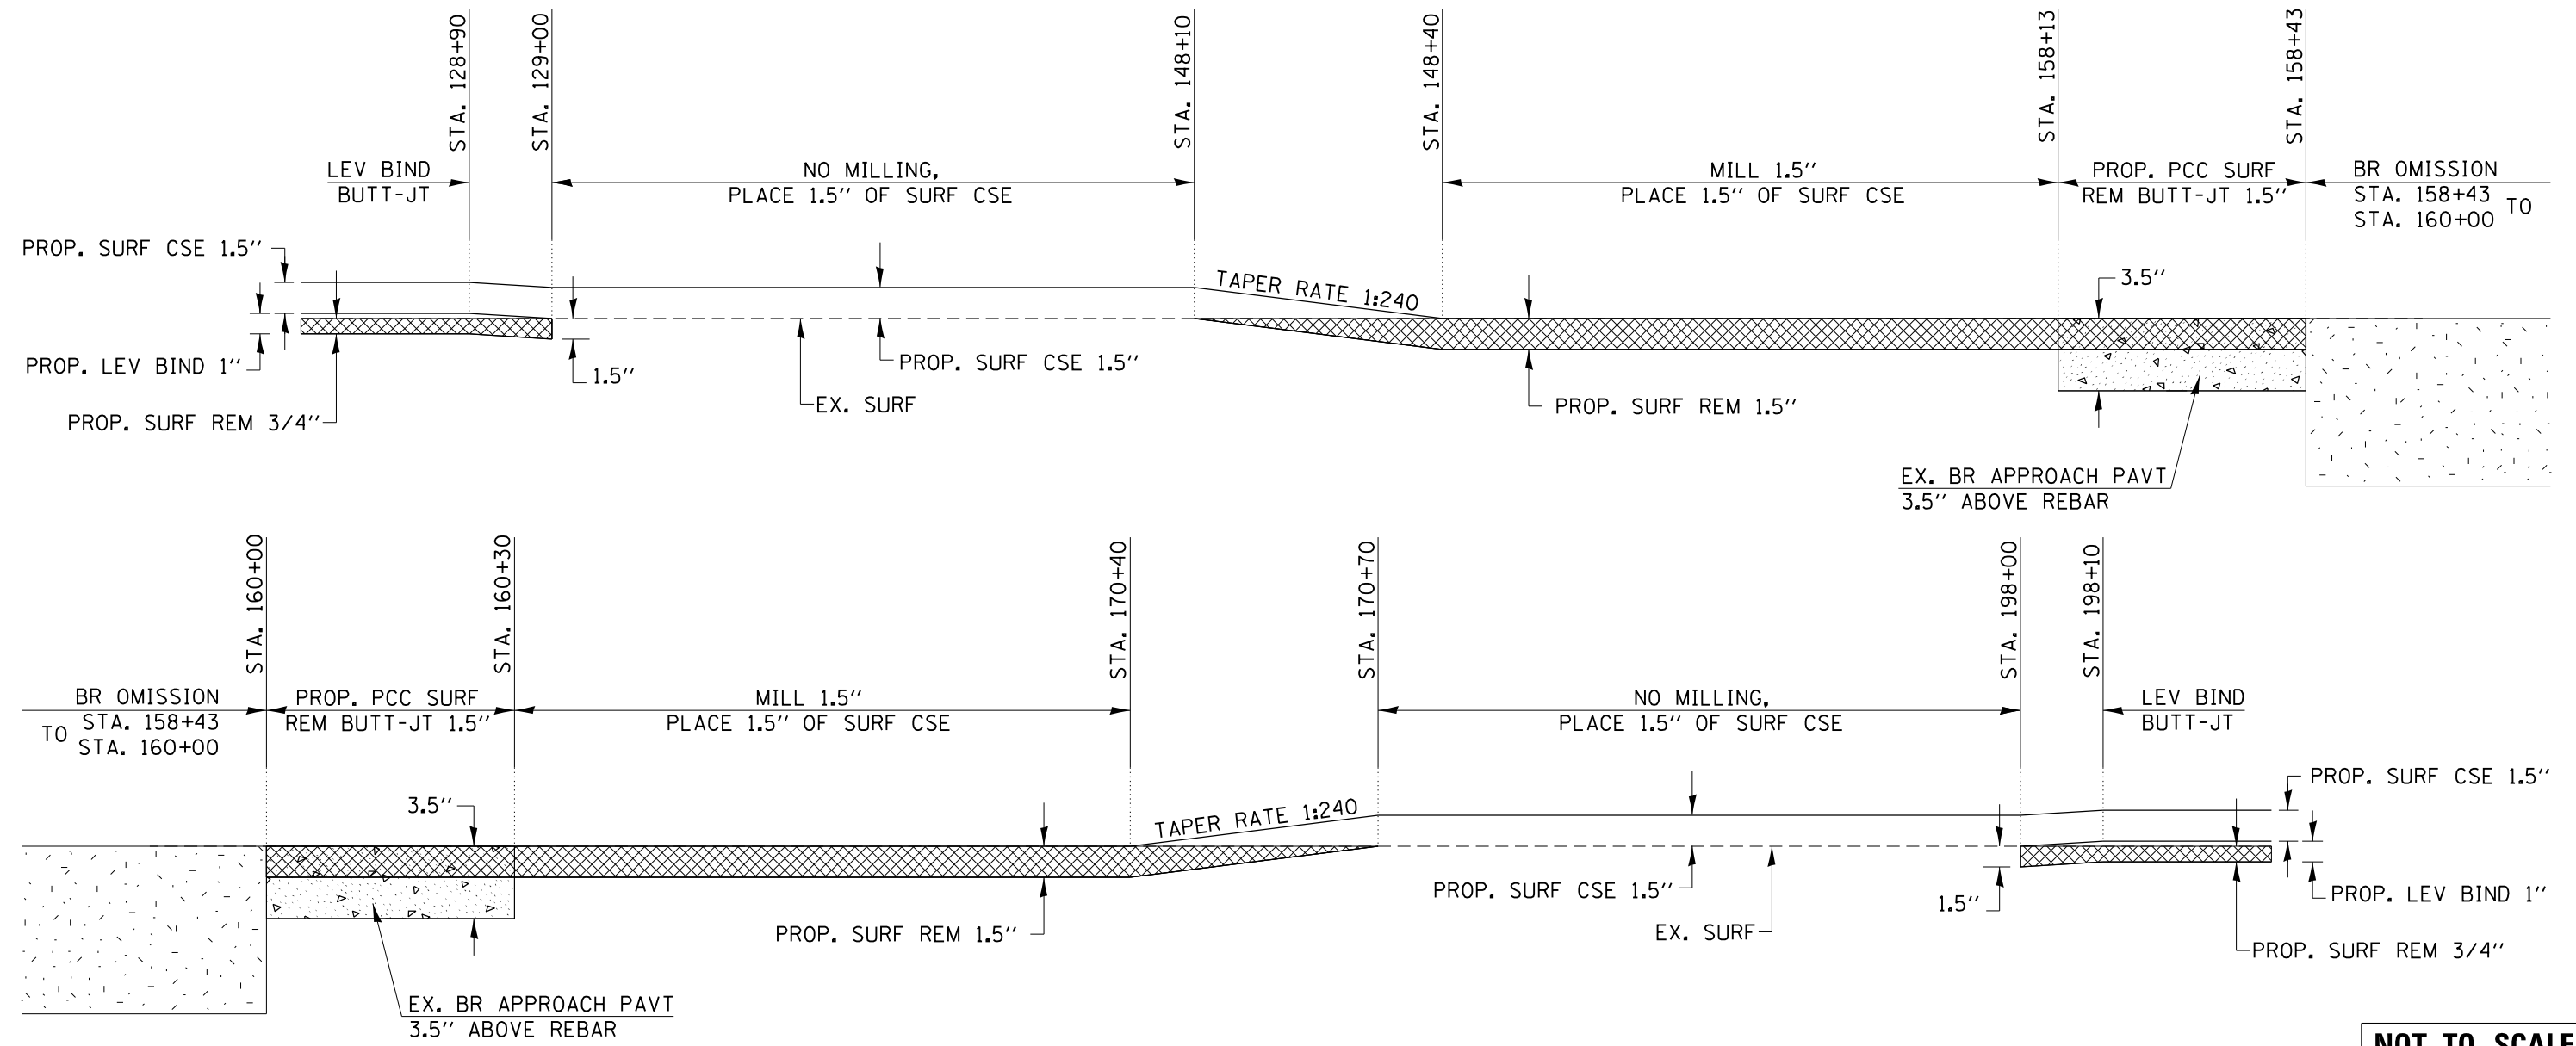 STA. 128+90
STA. 129+00
STA. 148+10
STA. 148+40
STA. 158+13
STA. 158+43
LEV BIND
BUTT-JT
NO MILLING,
PLACE 1.5" OF SURF CSE
MILL 1.5"
PLACE 1.5" OF SURF CSE
PROP. PCC SURF
REM BUTT-JT 1.5"
BR OMISSION
STA. 158+43 TO
STA. 160+00
PROP. SURF CSE 1.5"
TAPER RATE 1:240
3.5"
PROP. LEV BIND 1"
1.5"
PROP. SURF CSE 1.5"
EX. SURF
PROP. SURF REM 1.5"
PROP. SURF REM 3/4"
EX. BR APPROACH PAVT
3.5" ABOVE REBAR
STA. 160+00
STA. 160+30
STA. 170+40
STA. 170+70
STA. 198+00
STA. 198+10
BR OMISSION
TO STA. 158+43
STA. 160+00
PROP. PCC SURF
REM BUTT-JT 1.5"
MILL 1.5"
PLACE 1.5" OF SURF CSE
NO MILLING,
PLACE 1.5" OF SURF CSE
LEV BIND
BUTT-JT
3.5"
TAPER RATE 1:240
PROP. SURF CSE 1.5"
PROP. SURF REM 1.5"
PROP. SURF CSE 1.5"
EX. SURF
1.5"
PROP. LEV BIND 1"
PROP. SURF REM 3/4"
EX. BR APPROACH PAVT
3.5" ABOVE REBAR
NOT TO SCALE